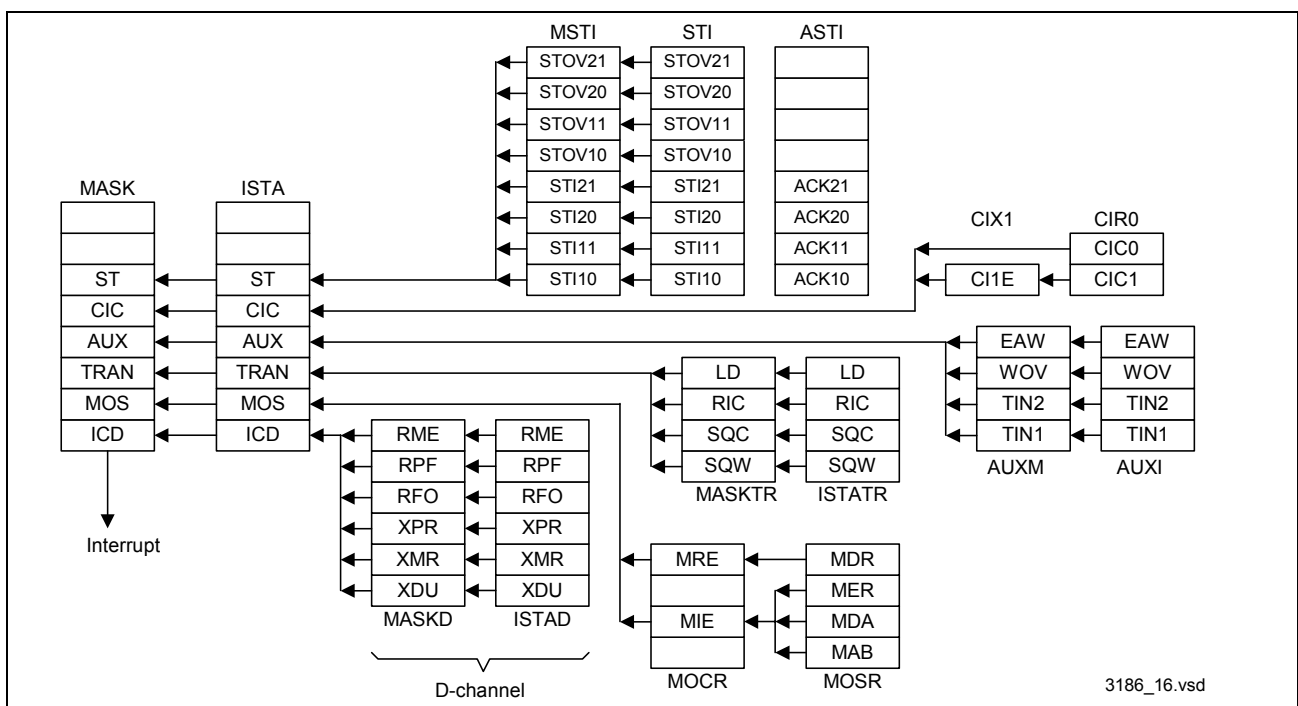 MSTI STI ASTI
STOV21 STOV21
STOV20 STOV20
STOV11 STOV11
STOV10 STOV10
MASK ISTA STI21 STI21 ACK21
STI20 STI20 ACK20 CIX1 CIR0
STI11 STI11 ACK11 CIC0
ST ST STI10 STI10 ACK10 CI1E CIC1
CIC CIC
AUX AUX EAW EAW
TRAN TRAN LD LD WOV WOV
MOS MOS RIC RIC TIN2 TIN2
ICD ICD RME RME SQC SQC TIN1 TIN1
RPF RPF SQW SQW AUXM AUXI
RFO RFO MASKTR ISTATR
XPR XPR
Interrupt
XMR XMR MRE MDR
XDU XDU MER
MASKD ISTAD MIE MDA
MAB
D-channel MOCR MOSR 3186_16.vsd